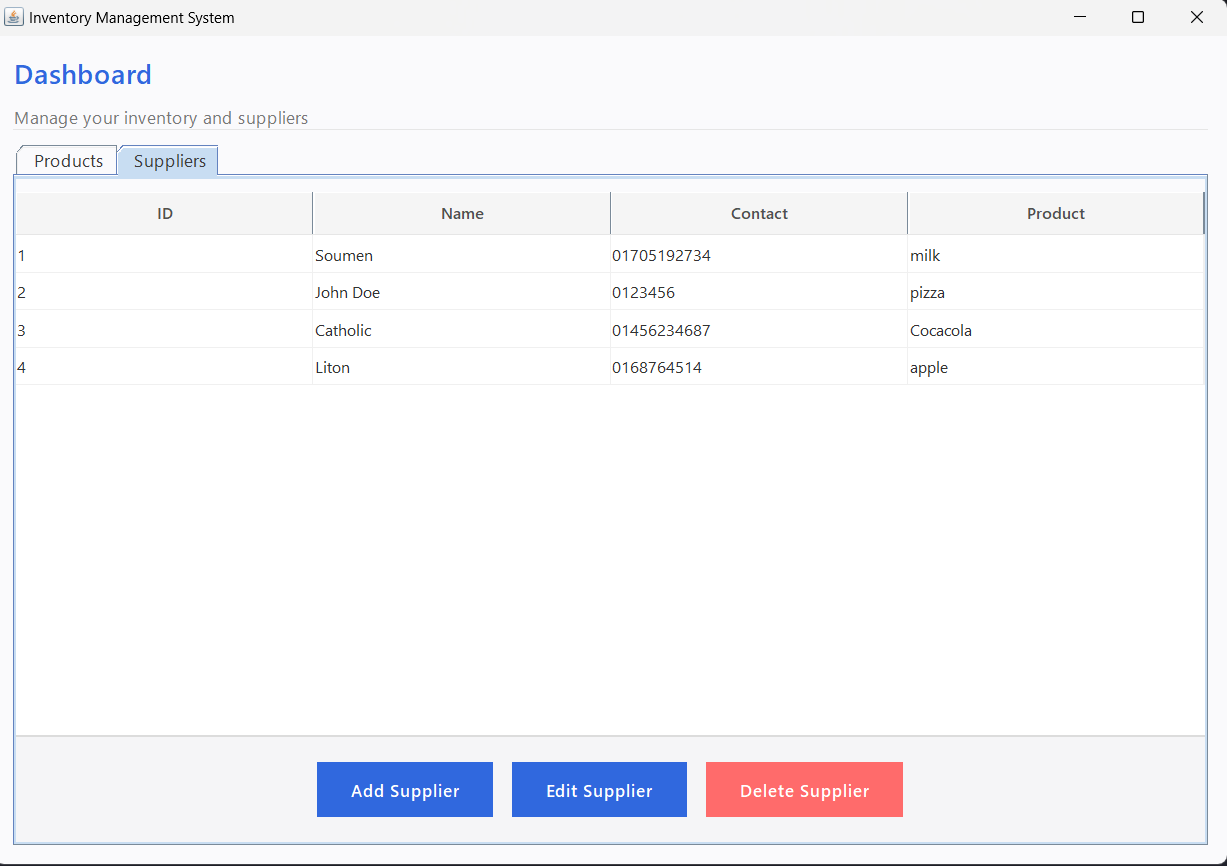 Inventory Management System
Dashboard
Manage your inventory and suppliers
Products Suppliers
ID Name Contact Product
1 Soumen 01705192734 milk
2 John Doe 0123456 pizza
3 Catholic 01456234687 Cocacola
4 Liton 0168764514 apple
Add Supplier Edit Supplier Delete Supplier